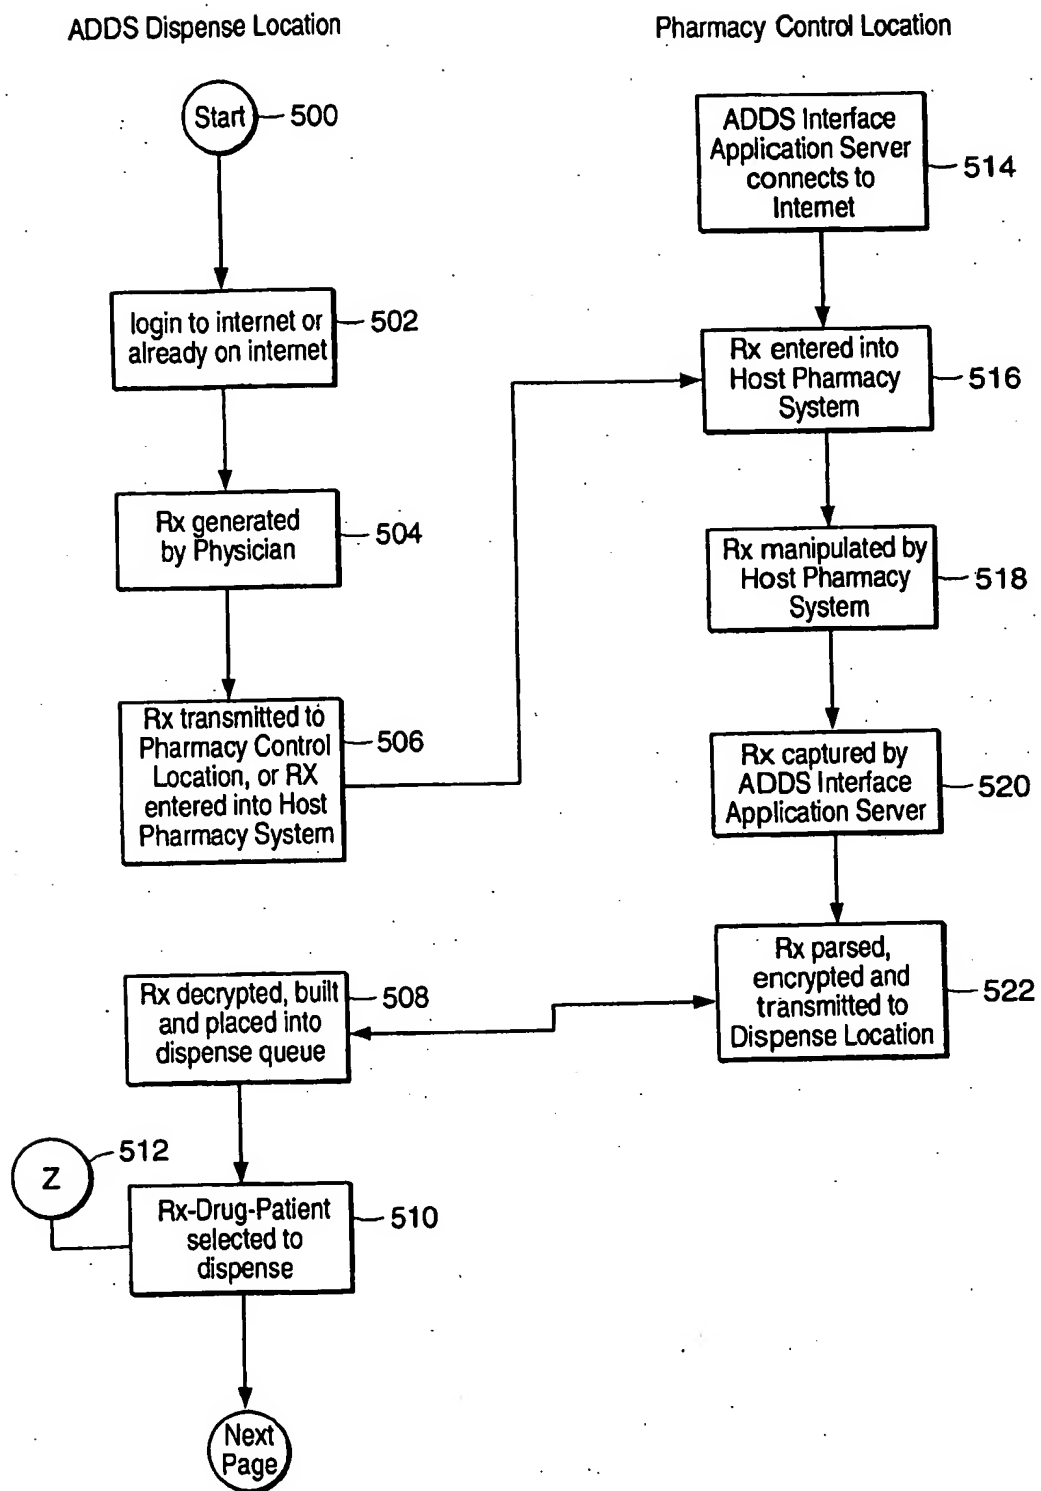 ADDS Dispense Location
Start
500
login to internet or
already on internet
502
Rx generated
by Physician
504
Rx transmitted to
Pharmacy Control
Location, or RX
entered into Host
Pharmacy System
506
Rx decrypted, built
and placed into
dispense queue
508
Z
512
Rx-Drug-Patient
selected to
dispense
510
Next
Page
Pharmacy Control Location
ADDS Interface
Application Server
connects to
Internet
514
Rx entered into
Host Pharmacy
System
516
Rx manipulated by
Host Pharmacy
System
518
Rx captured by
ADDS Interface
Application Server
520
Rx parsed,
encrypted and
transmitted to
Dispense Location
522